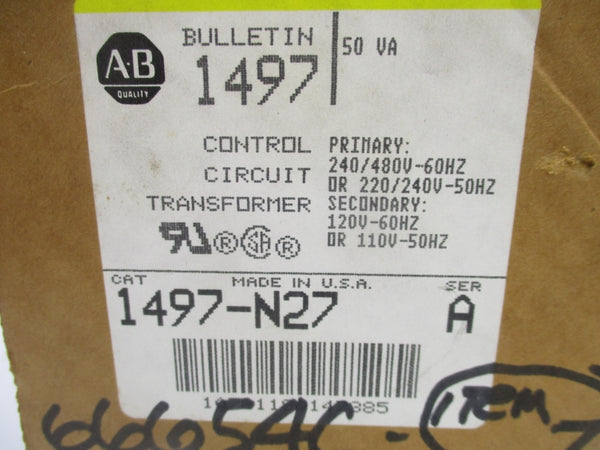 A-B
QUALITY
BULLETIN
1497
50 VA
CONTROL
CIRCUIT
TRANSFORMER
PRIMARY:
240/480V-60HZ
OR 220/240V-50HZ
SECONDARY:
120V-60HZ
OR 110V-50HZ
CAT
MADE IN U.S.A.
SER
1497-N27
A
ITEM